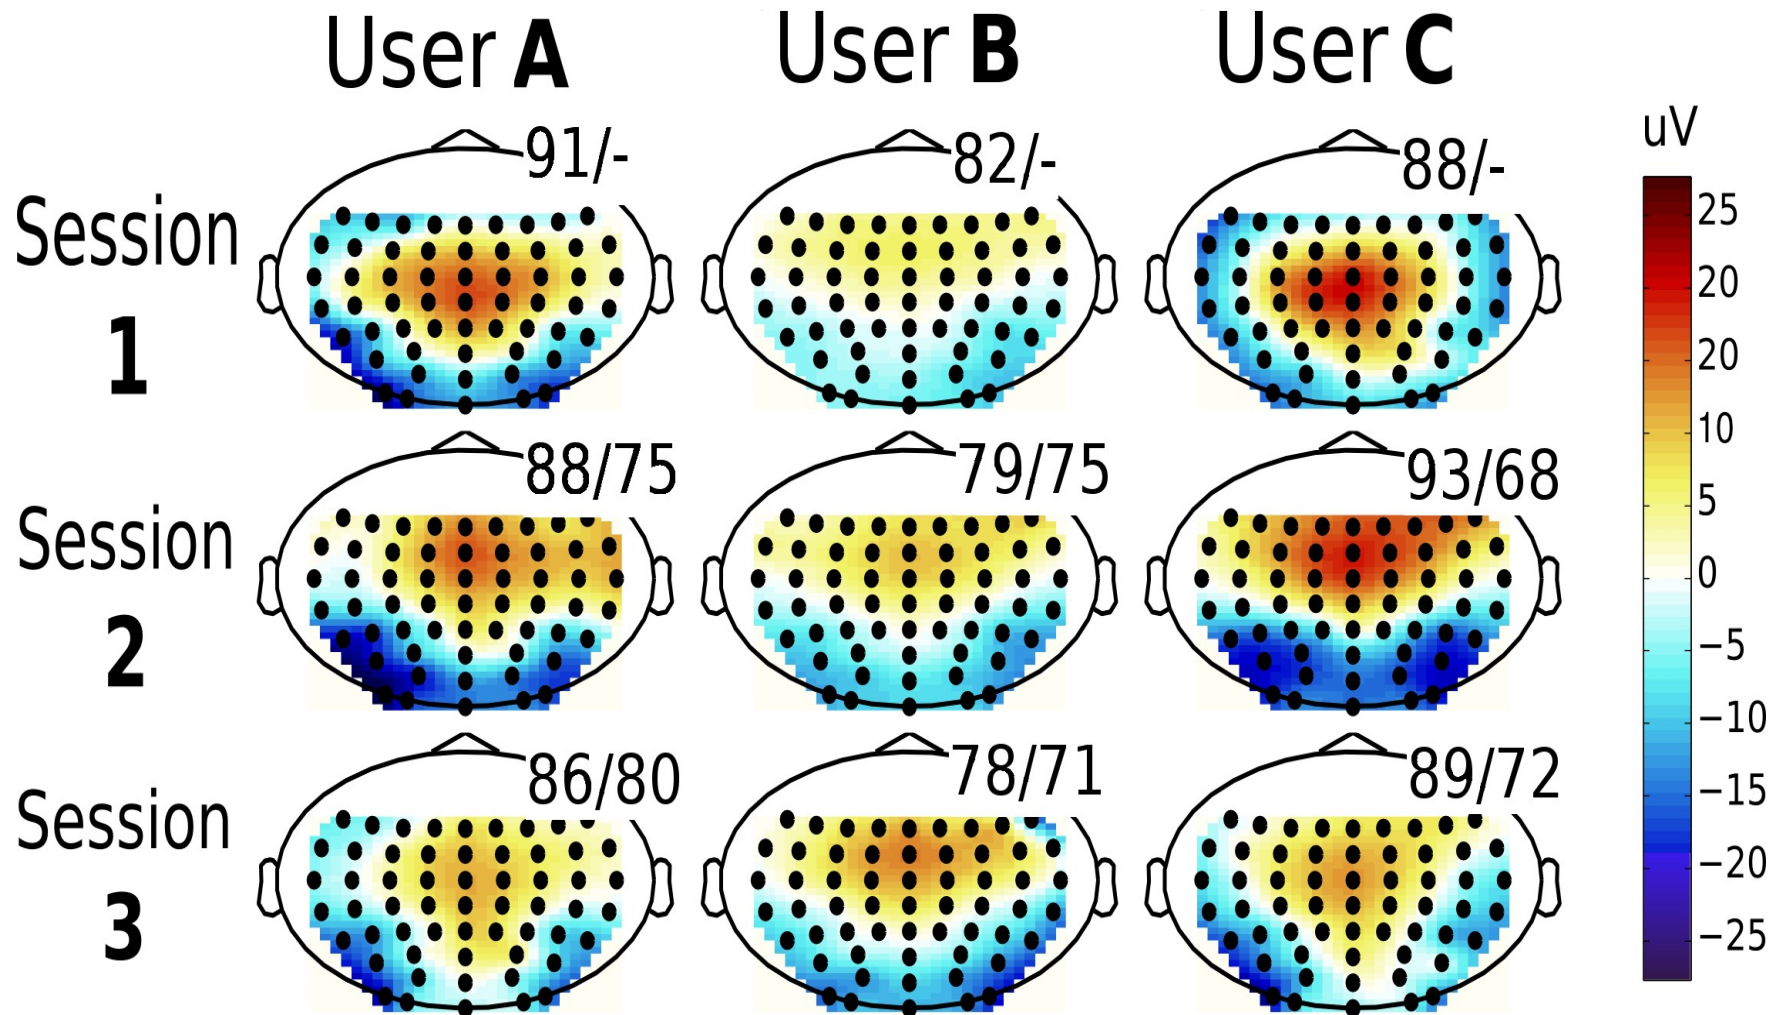 User A User B User C
uV
91/- 82/- 88/-
Session 1
88/75 79/75 93/68
Session 2
86/80 78/71 89/72
Session 3
25
20
20
10
5
0
−5
−10
−15
−20
−25